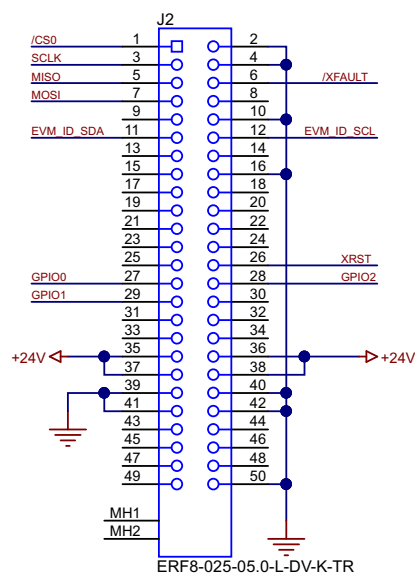 J2
/CS0 1 2
SCLK 3 4
MISO 5 6 /XFAULT
MOSI 7 8
9 10
EVM_ID_SDA 11 12 EVM_ID_SCL
13 14
15 16
17 18
19 20
21 22
23 24
25 26 XRST
GPIO0 27 28 GPIO2
GPIO1 29 30
31 32
33 34
+24V 35 36 +24V
37 38
39 40
41 42
43 44
45 46
47 48
49 50
MH1
MH2
ERF8-025-05.0-L-DV-K-TR